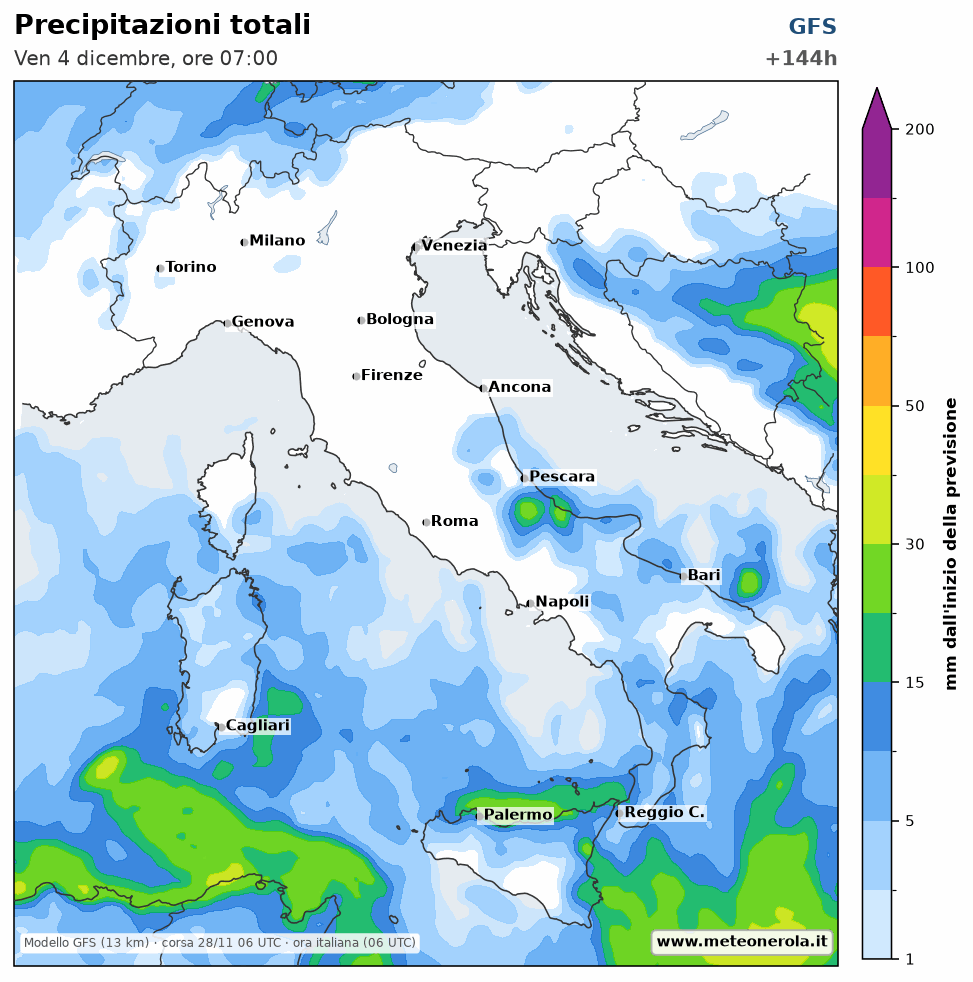 Precipitazioni totali
GFS
Ven 4 dicembre, ore 07:00
+144h
200
100
50
30
15
5
1
mm dall'inizio della previsione
Milano
Venezia
Torino
Genova
Bologna
Firenze
Ancona
Pescara
Roma
Bari
Napoli
Cagliari
Palermo
Reggio C.
Modello GFS (13 km) · corsa 28/11 06 UTC · ora italiana (06 UTC)
www.meteonerola.it